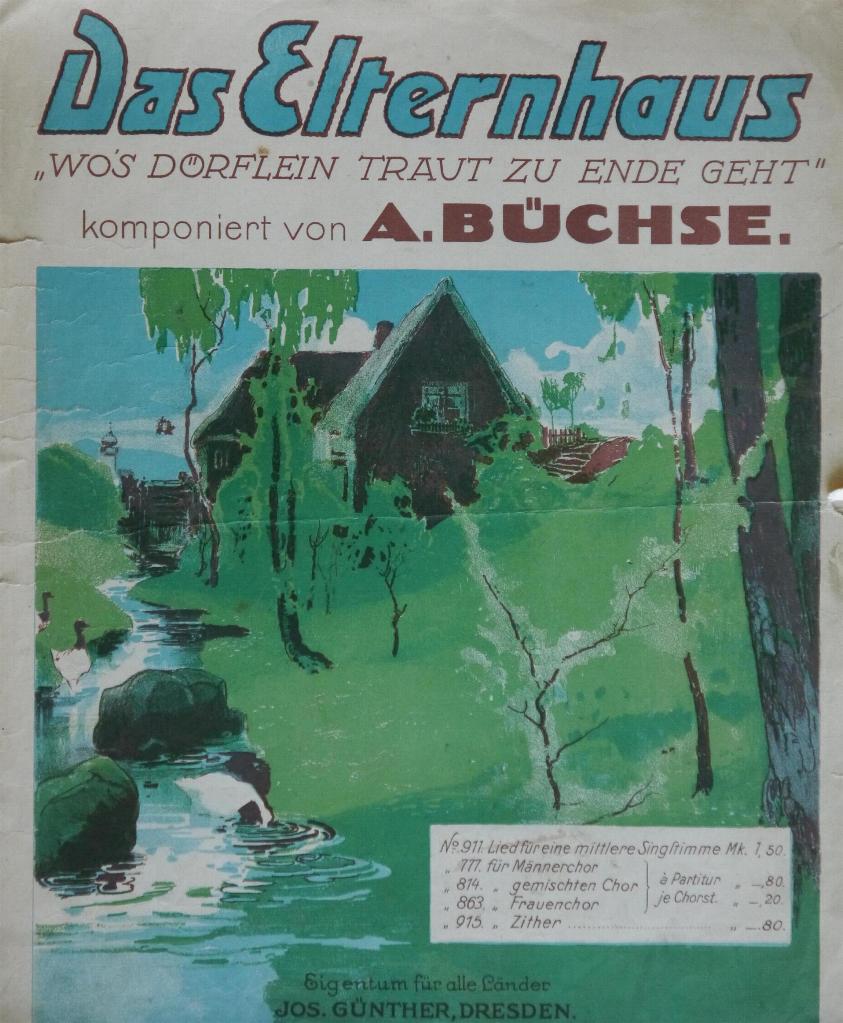 Das Elternhaus
„WO'S DÖRFLEIN TRAUT ZU ENDE GEHT"
komponiert von A. BÜCHSE.
No. 911. Lied für eine mittlere Singstimme Mk. 1,50.
„ 777. für Männerchor
„ 814. „ gemischten Chor } à Partitur „ —,80.
„ 863. „ Frauenchor je Chorst. „ —,20.
„ 915. „ Zither ........................ „ —.80.
Eigentum für alle Länder
JOS. GÜNTHER, DRESDEN.